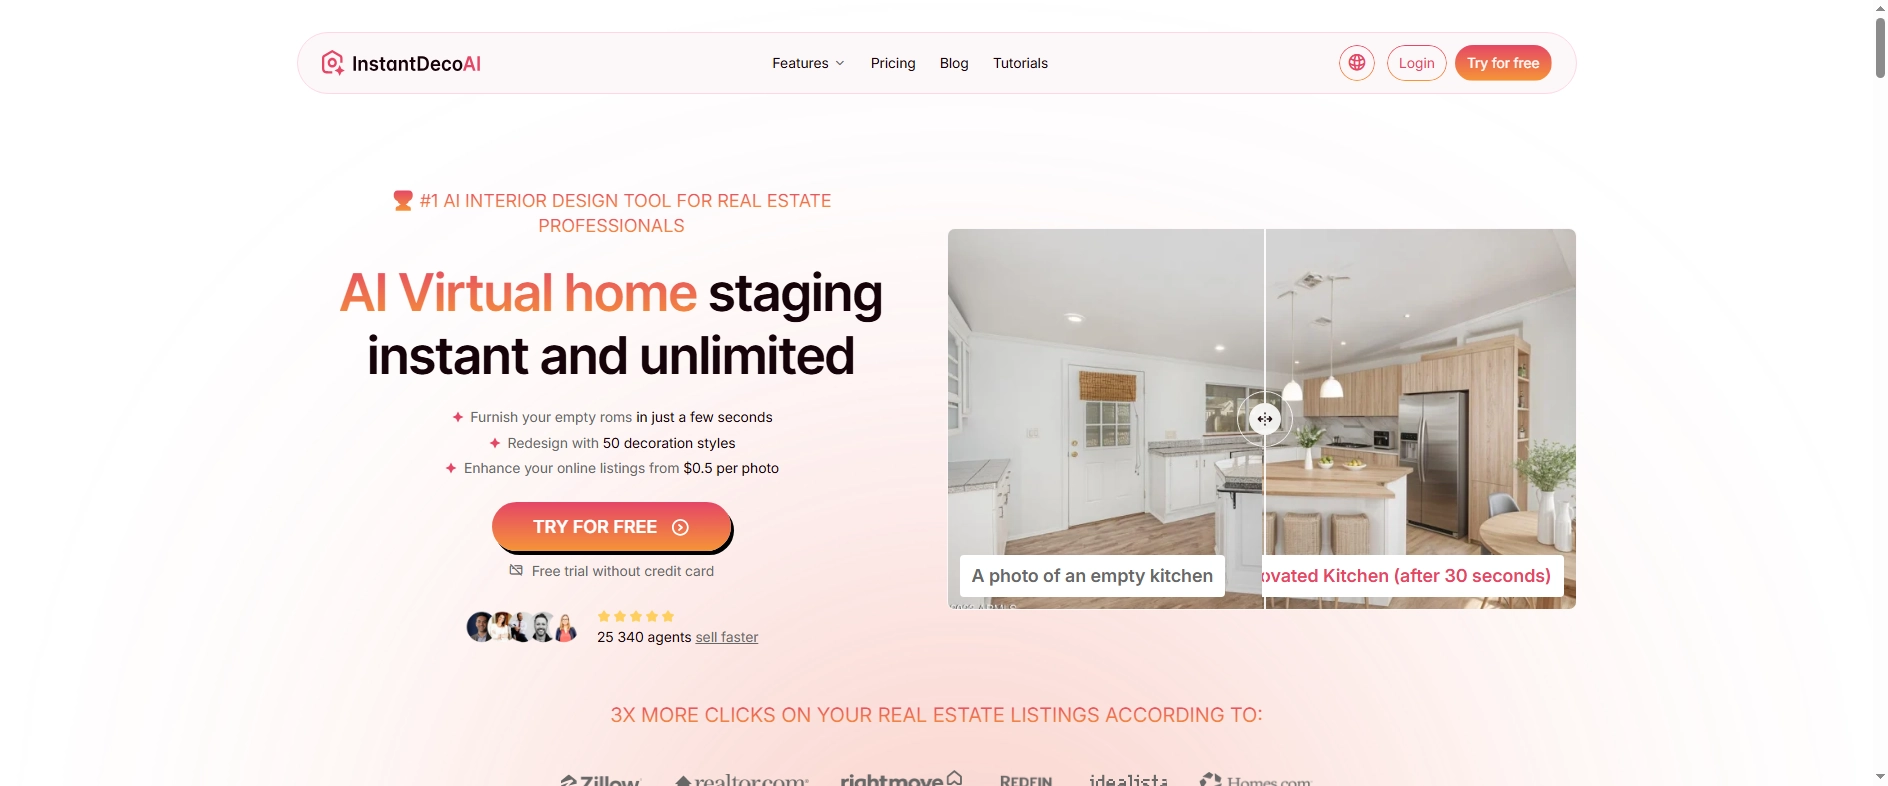 InstantDecoAI
Features
Pricing
Blog
Tutorials
Login
Try for free
#1 AI INTERIOR DESIGN TOOL FOR REAL ESTATE
PROFESSIONALS
AI Virtual home staging
instant and unlimited
Furnish your empty roms in just a few seconds
Redesign with 50 decoration styles
Enhance your online listings from $0.5 per photo
TRY FOR FREE
Free trial without credit card
25 340 agents sell faster
A photo of an empty kitchen
ovated Kitchen (after 30 seconds)
3X MORE CLICKS ON YOUR REAL ESTATE LISTINGS ACCORDING TO:
Zillow
realtor.com
rightmove
REDFIN
idealista
Homes.com